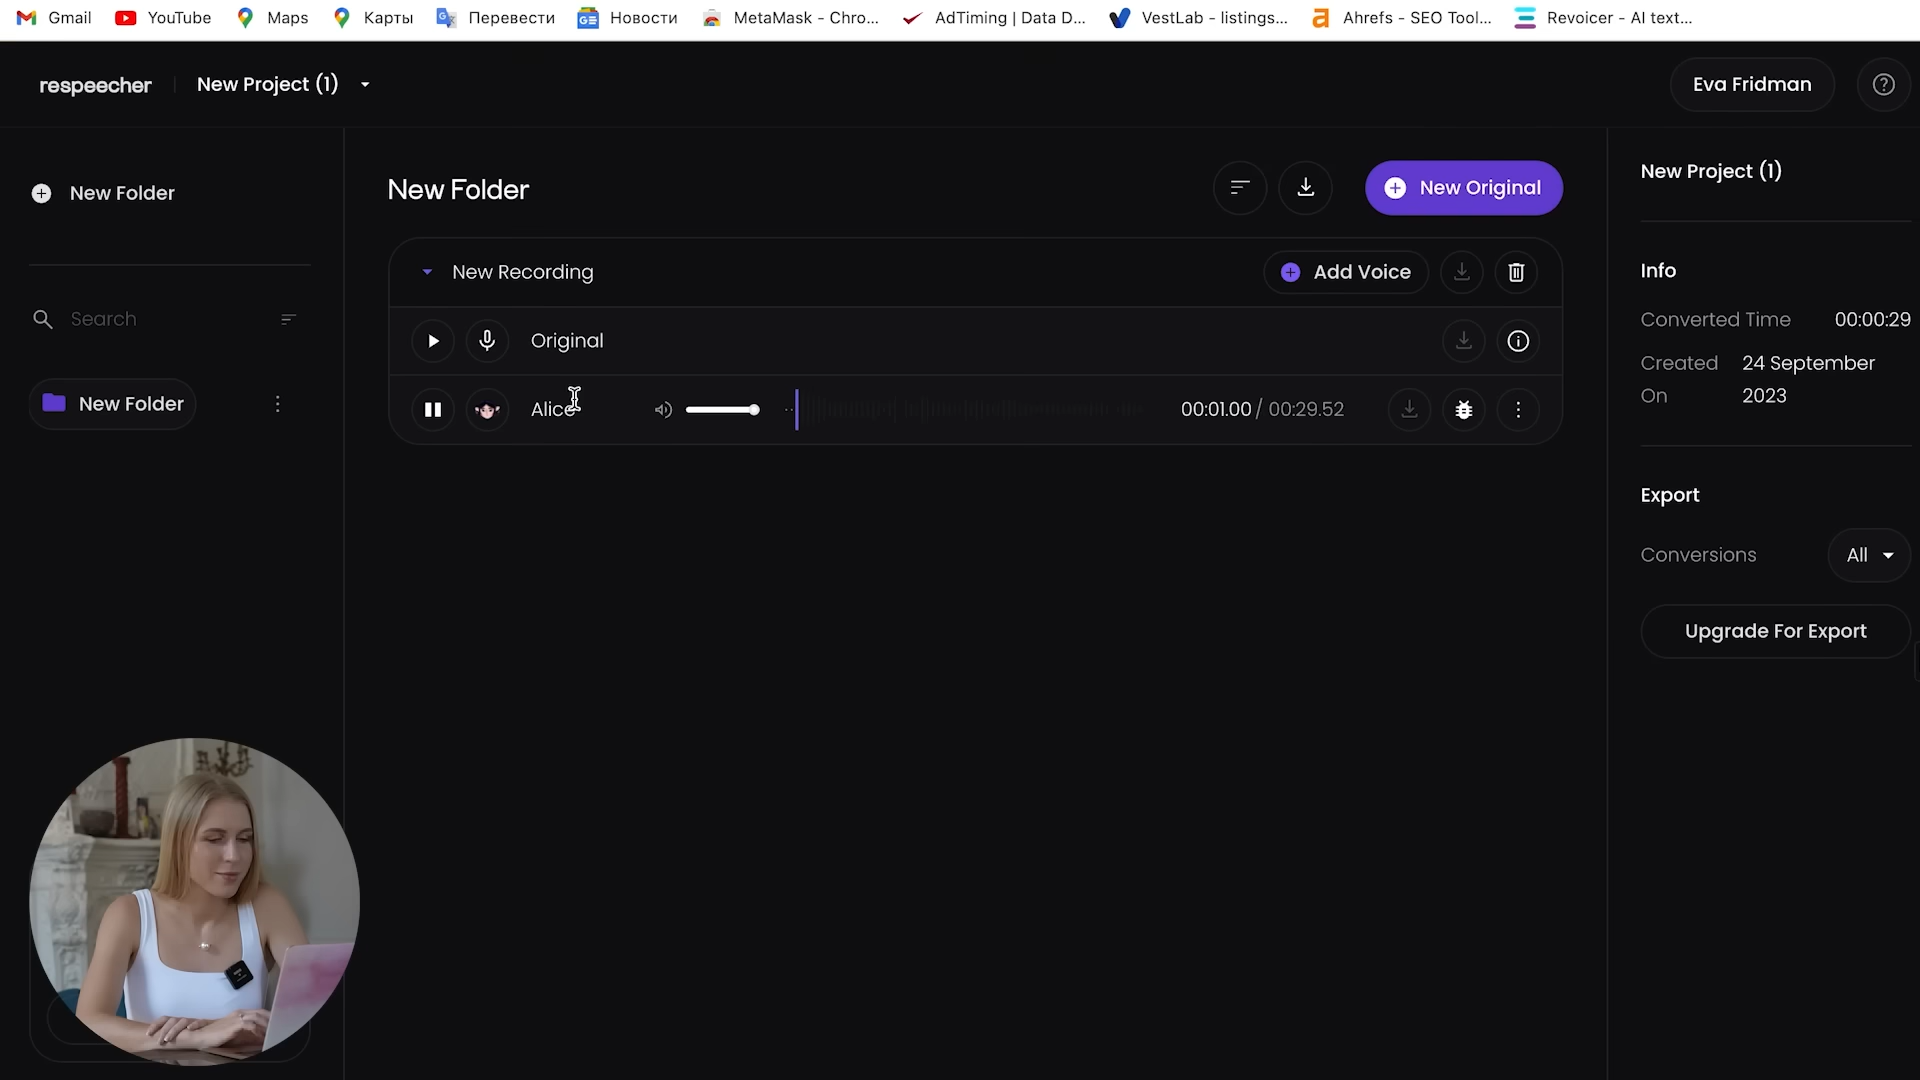 Gmail YouTube Maps Карты Перевести Новости MetaMask - Chro... AdTiming | Data D... VestLab - listings... Ahrefs - SEO Tool... Revoicer - AI text...
respeecher New Project (1) Eva Fridman
New Folder
New Folder
New Original
New Project (1)
New Recording
Add Voice
Info
Search
Original
Converted Time 00:00:29
Created On 24 September 2023
New Folder
Alice
00:01.00 / 00:29.52
Export
Conversions All
Upgrade For Export